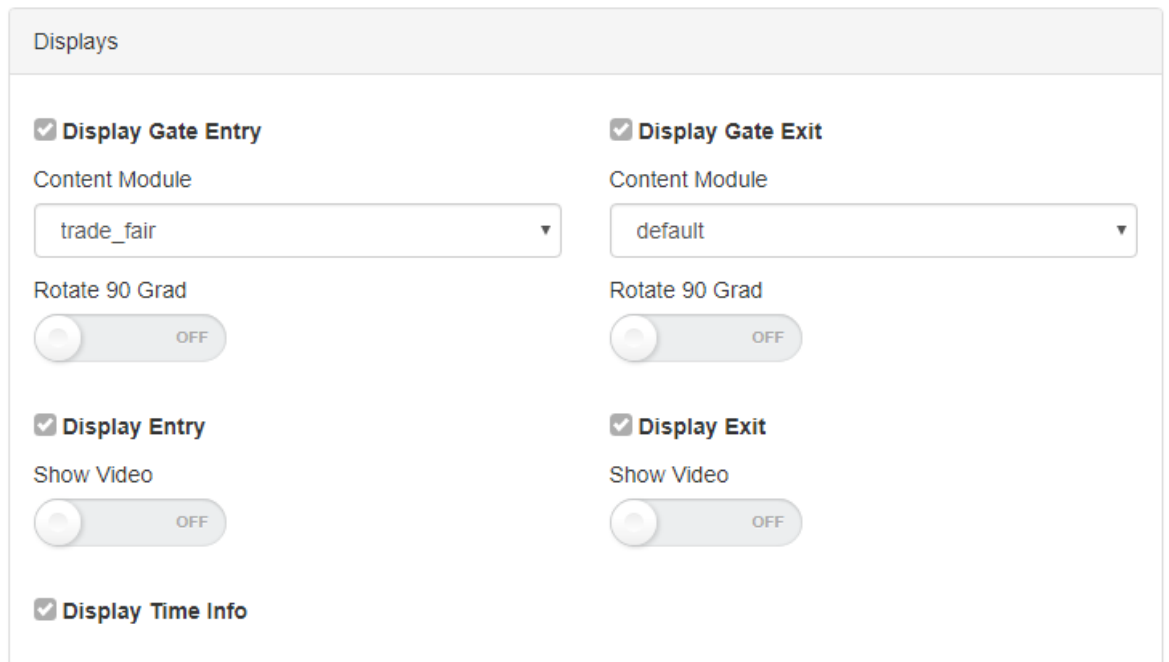 Displays
Display Gate Entry
Content Module
trade_fair
Rotate 90 Grad
OFF
Display Gate Exit
Content Module
default
Rotate 90 Grad
OFF
Display Entry
Show Video
OFF
Display Exit
Show Video
OFF
Display Time Info